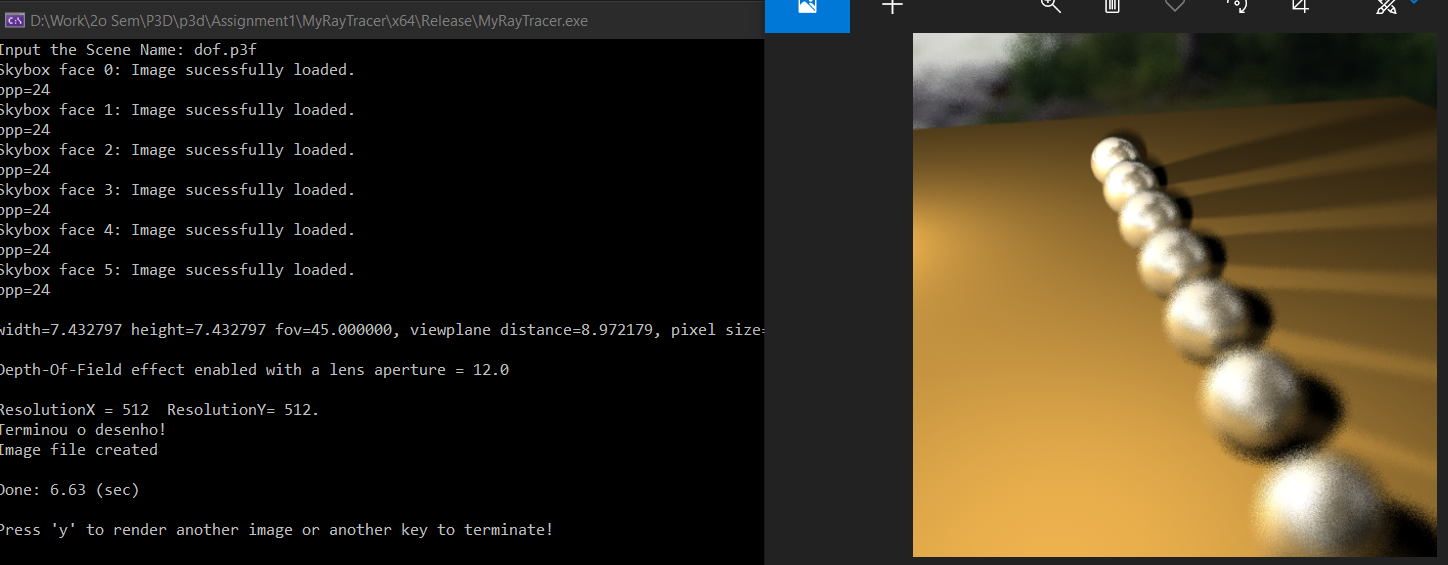 D:\Work\2o Sem\P3D\p3d\Assignment1\MyRayTracer\x64\Release\MyRayTracer.exe
Input the Scene Name: dof.p3f
Skybox face 0: Image sucessfully loaded.
bpp=24
Skybox face 1: Image sucessfully loaded.
bpp=24
Skybox face 2: Image sucessfully loaded.
bpp=24
Skybox face 3: Image sucessfully loaded.
bpp=24
Skybox face 4: Image sucessfully loaded.
bpp=24
Skybox face 5: Image sucessfully loaded.
bpp=24
width=7.432797 height=7.432797 fov=45.000000, viewplane distance=8.972179, pixel size=
Depth-Of-Field effect enabled with a lens aperture = 12.0
ResolutionX = 512  ResolutionY= 512.
Terminou o desenho!
Image file created
Done: 6.63 (sec)
Press 'y' to render another image or another key to terminate!